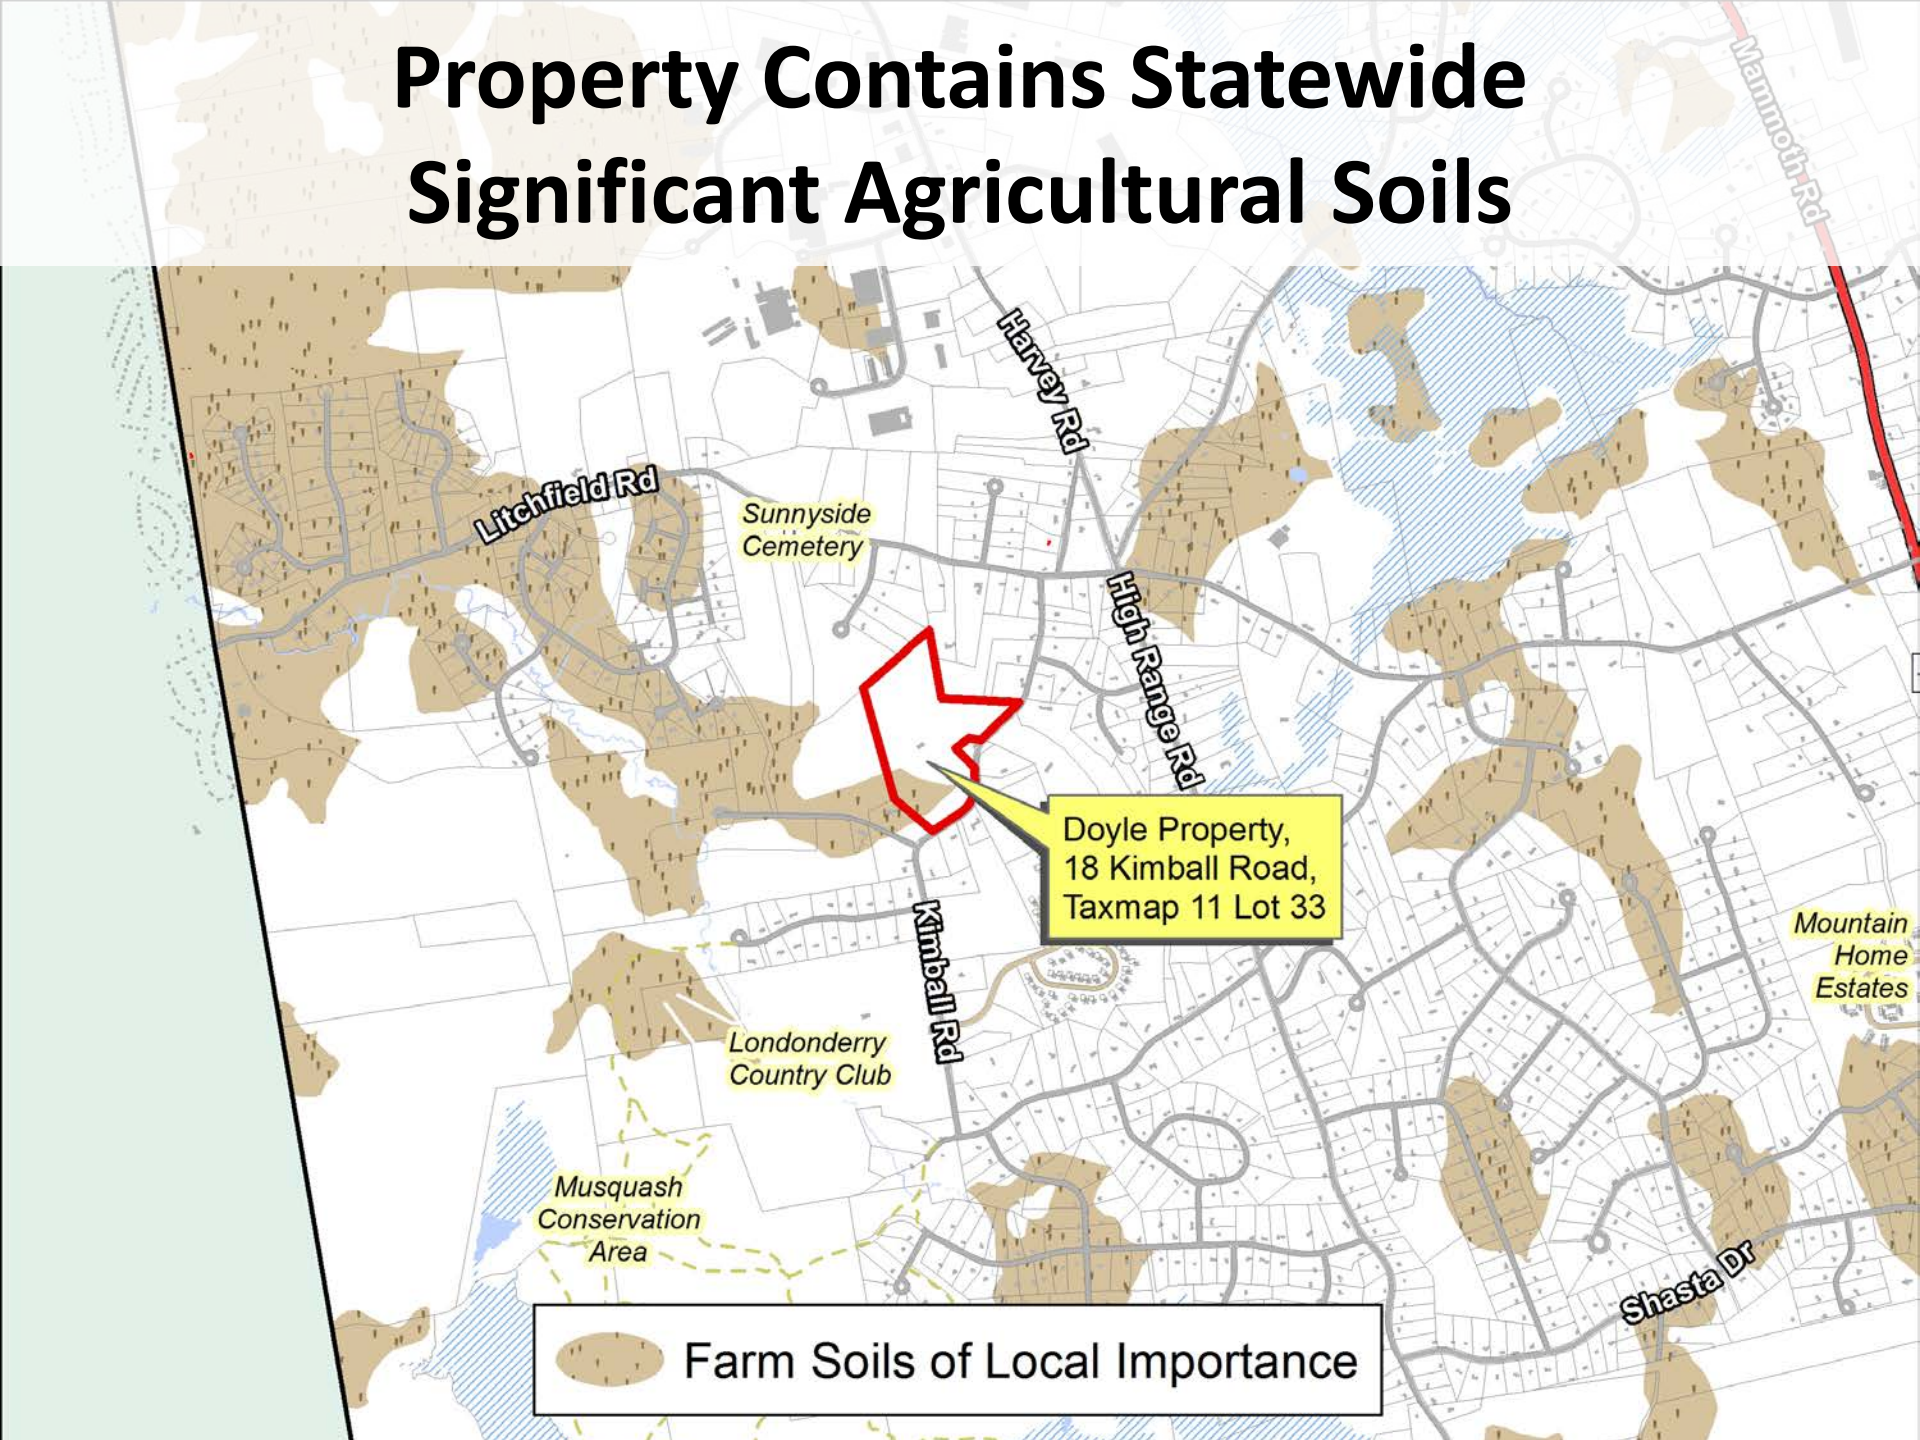 Property Contains Statewide
Significant Agricultural Soils
Mammoth Rd
Harvey Rd
Litchfield Rd
Sunnyside
Cemetery
High Range Rd
Doyle Property,
18 Kimball Road,
Taxmap 11 Lot 33
Kimball Rd
Mountain
Home
Estates
Londonderry
Country Club
Musquash
Conservation
Area
Shasta Dr
Farm Soils of Local Importance